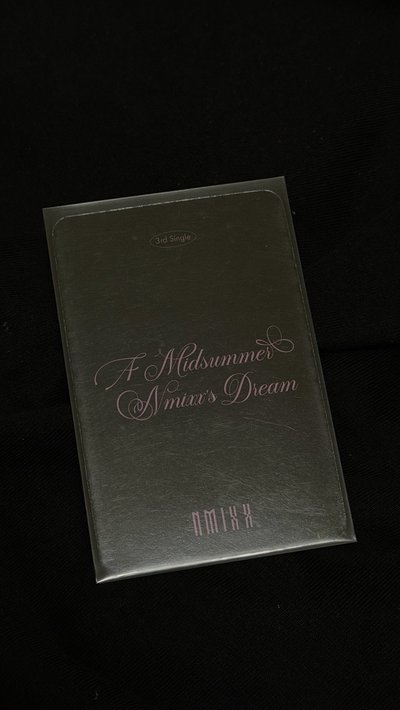 3rd Single
A Midsummer
Nmixx's Dream
NMIXX